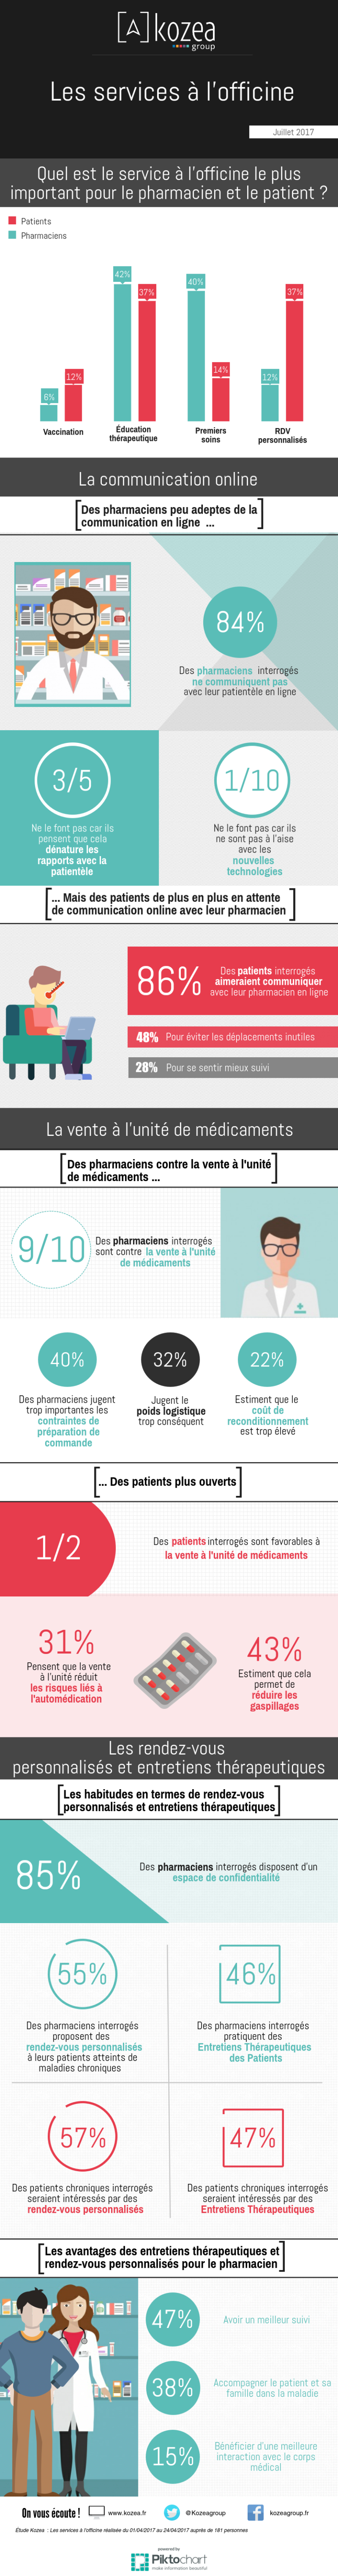 [A]kozea
group
Les services à l'officine
Juillet 2017
Quel est le service à l'officine le plus
important pour le pharmacien et le patient ?
Patients
Pharmaciens
6%
12%
42%
37%
40%
14%
12%
37%
Vaccination
Éducation
thérapeutique
Premiers
soins
RDV
personnalisés
La communication online
Des pharmaciens peu adeptes de la
communication en ligne ...
84%
Des pharmaciens interrogés
ne communiquent pas
avec leur patientèle en ligne
3/5
Ne le font pas car ils
pensent que cela
dénature les
rapports avec la
patientèle
1/10
Ne le font pas car ils
ne sont pas à l'aise
avec les
nouvelles
technologies
... Mais des patients de plus en plus en attente
de communication online avec leur pharmacien
86%
Des patients interrogés
aimeraient communiquer
avec leur pharmacien en ligne
48% Pour éviter les déplacements inutiles
28% Pour se sentir mieux suivi
La vente à l'unité de médicaments
Des pharmaciens contre la vente à l'unité
de médicaments ...
9/10
Des pharmaciens interrogés
sont contre la vente à l'unité
de médicaments
40%
Des pharmaciens jugent
trop importantes les
contraintes de
préparation de
commande
32%
Jugent le
poids logistique
trop conséquent
22%
Estiment que le
coût de
reconditionnement
est trop élevé
... Des patients plus ouverts
1/2
Des patients interrogés sont favorables à
la vente à l'unité de médicaments
31%
Pensent que la vente
à l'unité réduit
les risques liés à
l'automédication
43%
Estiment que cela
permet de
réduire les
gaspillages
Les rendez-vous
personnalisés et entretiens thérapeutiques
Les habitudes en termes de rendez-vous
personnalisés et entretiens thérapeutiques
85%
Des pharmaciens interrogés disposent d'un
espace de confidentialité
55%
Des pharmaciens interrogés
proposent des
rendez-vous personnalisés
à leurs patients atteints de
maladies chroniques
46%
Des pharmaciens interrogés
pratiquent des
Entretiens Thérapeutiques
des Patients
57%
Des patients chroniques interrogés
seraient intéressés par des
rendez-vous personnalisés
47%
Des patients chroniques interrogés
seraient intéressés par des
Entretiens Thérapeutiques
Les avantages des entretiens thérapeutiques et
rendez-vous personnalisés pour le pharmacien
47%
Avoir un meilleur suivi
38%
Accompagner le patient et sa
famille dans la maladie
15%
Bénéficier d'une meilleure
interaction avec le corps
médical
On vous écoute !
www.kozea.fr
@Kozeagroup
kozeagroup.fr
Étude Kozea : Les services à l'officine réalisée du 01/04/2017 au 24/04/2017 auprès de 181 personnes
powered by
Piktochart
make information beautiful